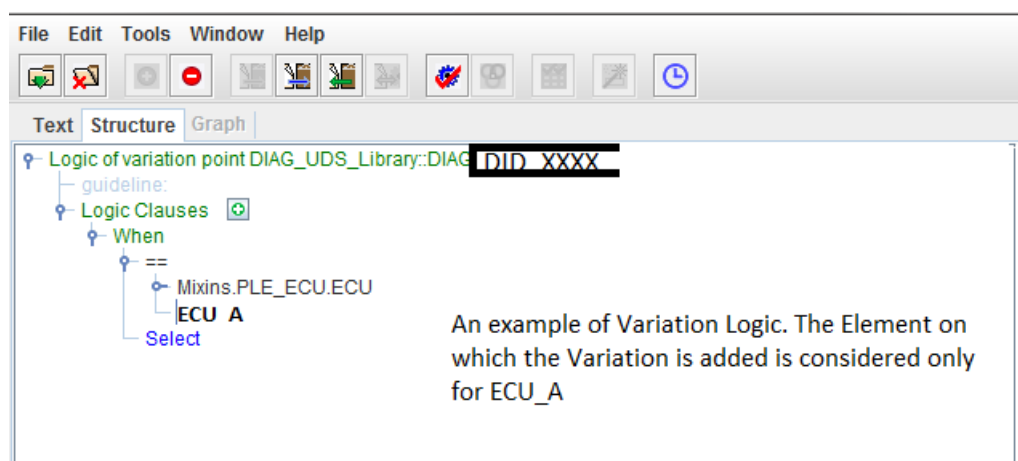 File Edit Tools Window Help
Text Structure Graph
Logic of variation point DIAG_UDS_Library::DIAG DID_XXXX
guideline:
Logic Clauses
When
==
Mixins.PLE_ECU.ECU
ECU_A
Select
An example of Variation Logic. The Element on
which the Variation is added is considered only
for ECU_A